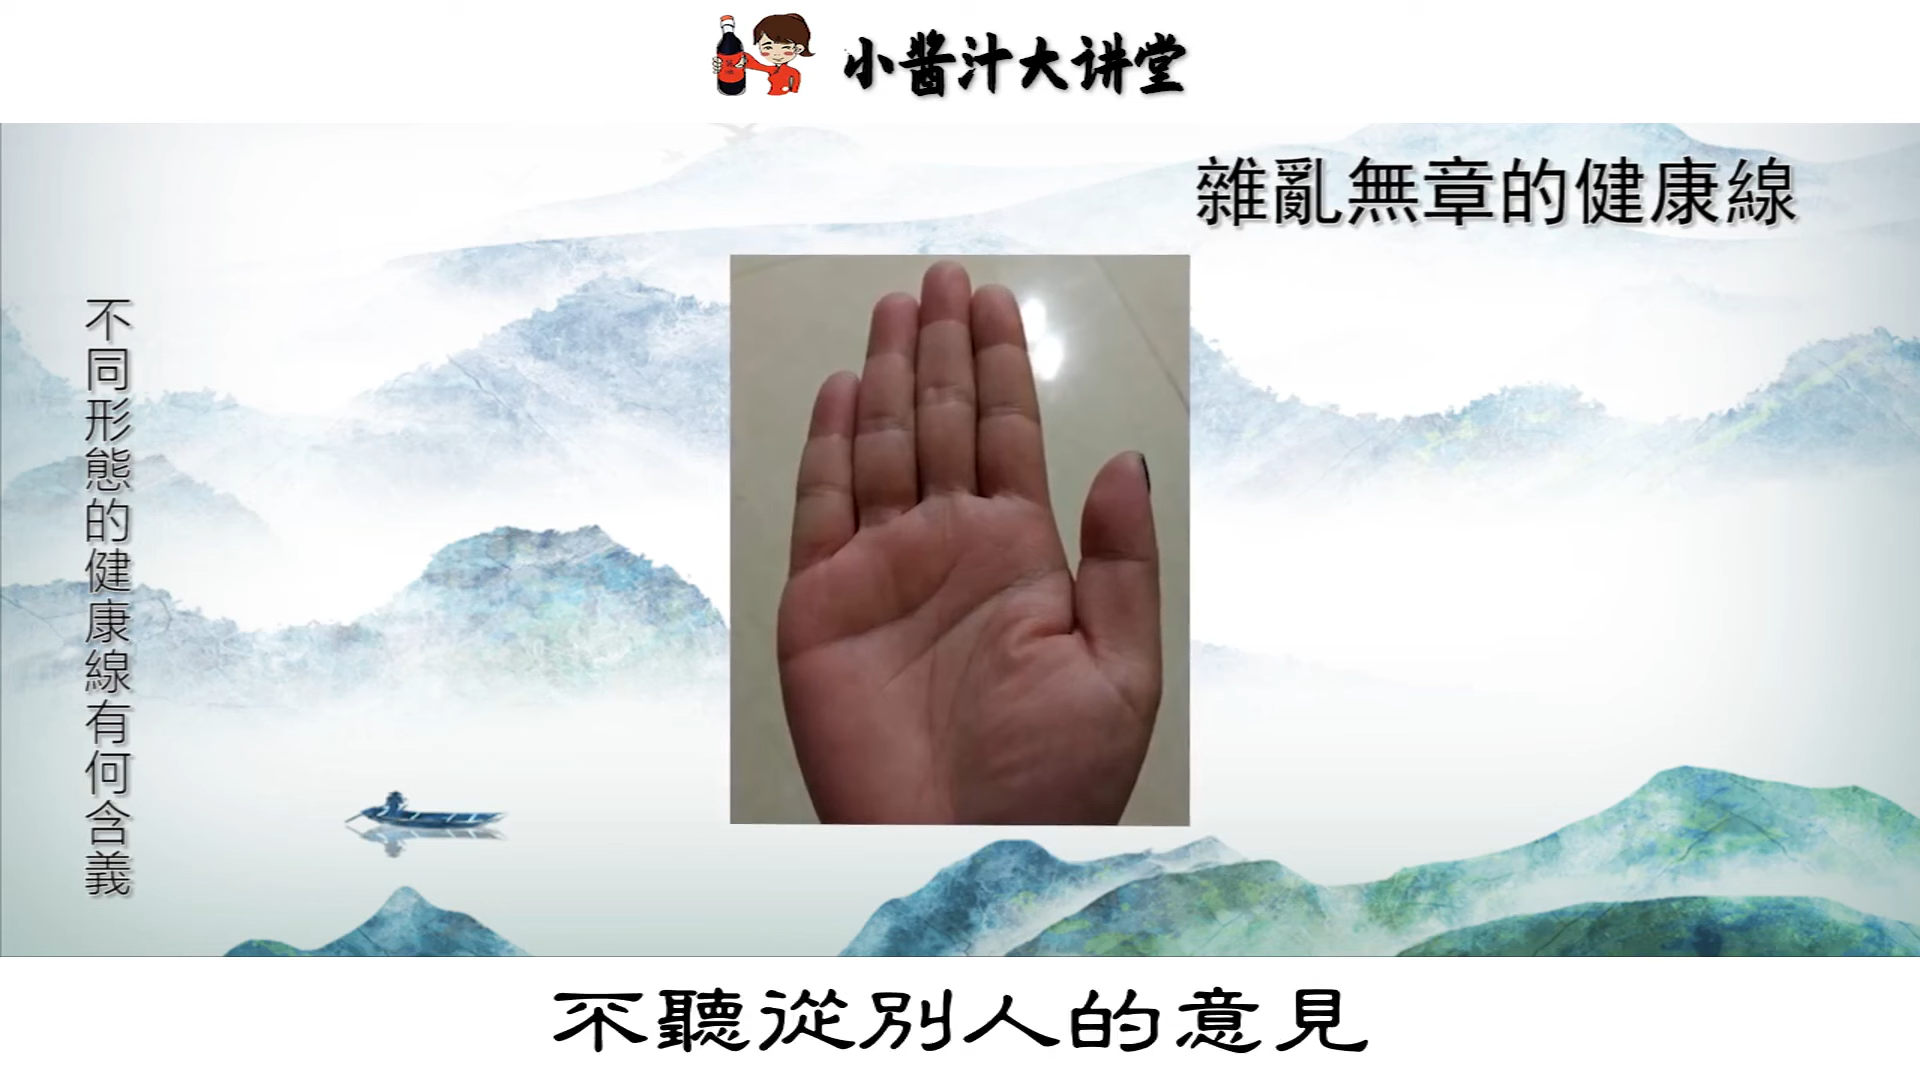 小酱汁大讲堂
雜亂無章的健康線
不同形態的健康線有何含義
不聽從別人的意見